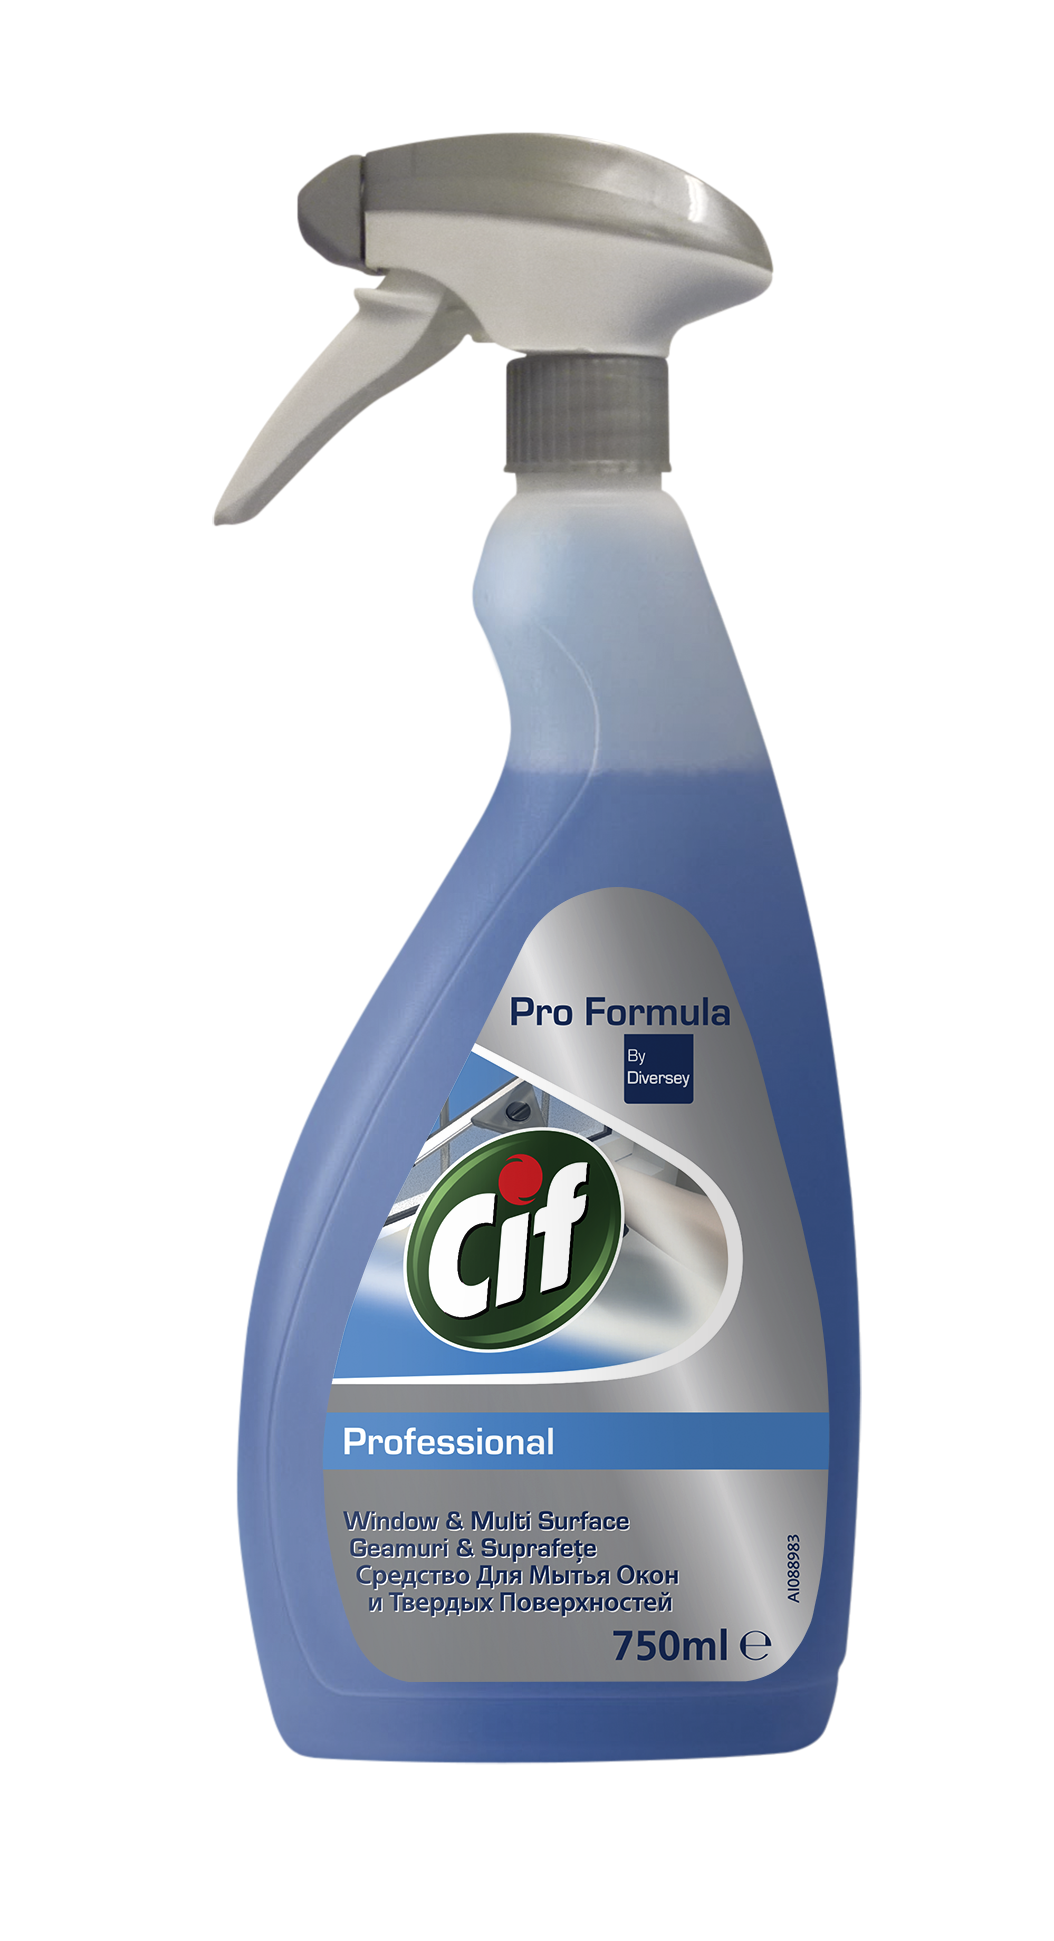 Pro Formula
By
Diversey
Cif
Professional
Window & Multi Surface
Geamuri & Suprafețe
Средство Для Мытья Окон
и Твердых Поверхностей
750ml ℮
AI088983